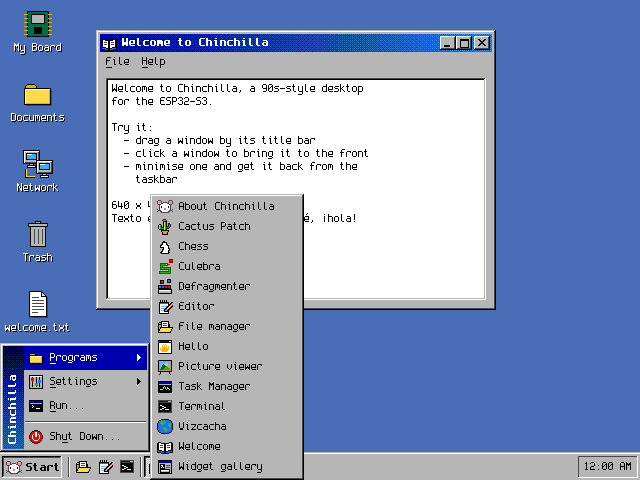 My Board
Documents
Network
Trash
welcome.txt
Welcome to Chinchilla
File Help
Welcome to Chinchilla, a 90s-style desktop
for the ESP32-S3.
Try it:
- drag a window by its title bar
- click a window to bring it to the front
- minimise one and get it back from the
taskbar
640 x
Texto é, ¡hola!
About Chinchilla
Cactus Patch
Chess
Culebra
Defragmenter
Editor
File manager
Hello
Picture viewer
Task Manager
Terminal
Vizcacha
Welcome
Widget gallery
Chinchilla
Programs
Settings
Run...
Shut Down...
Start
12:00 AM